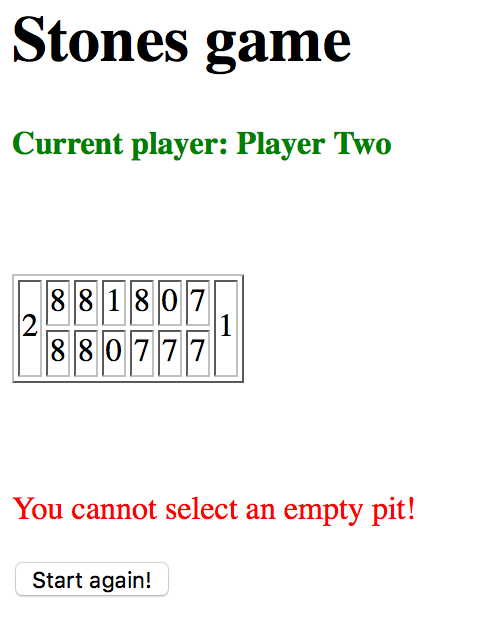 Stones game
Current player: Player Two
8 8 1 8 0 7
2 1
8 8 0 7 7 7
You cannot select an empty pit!
Start again!